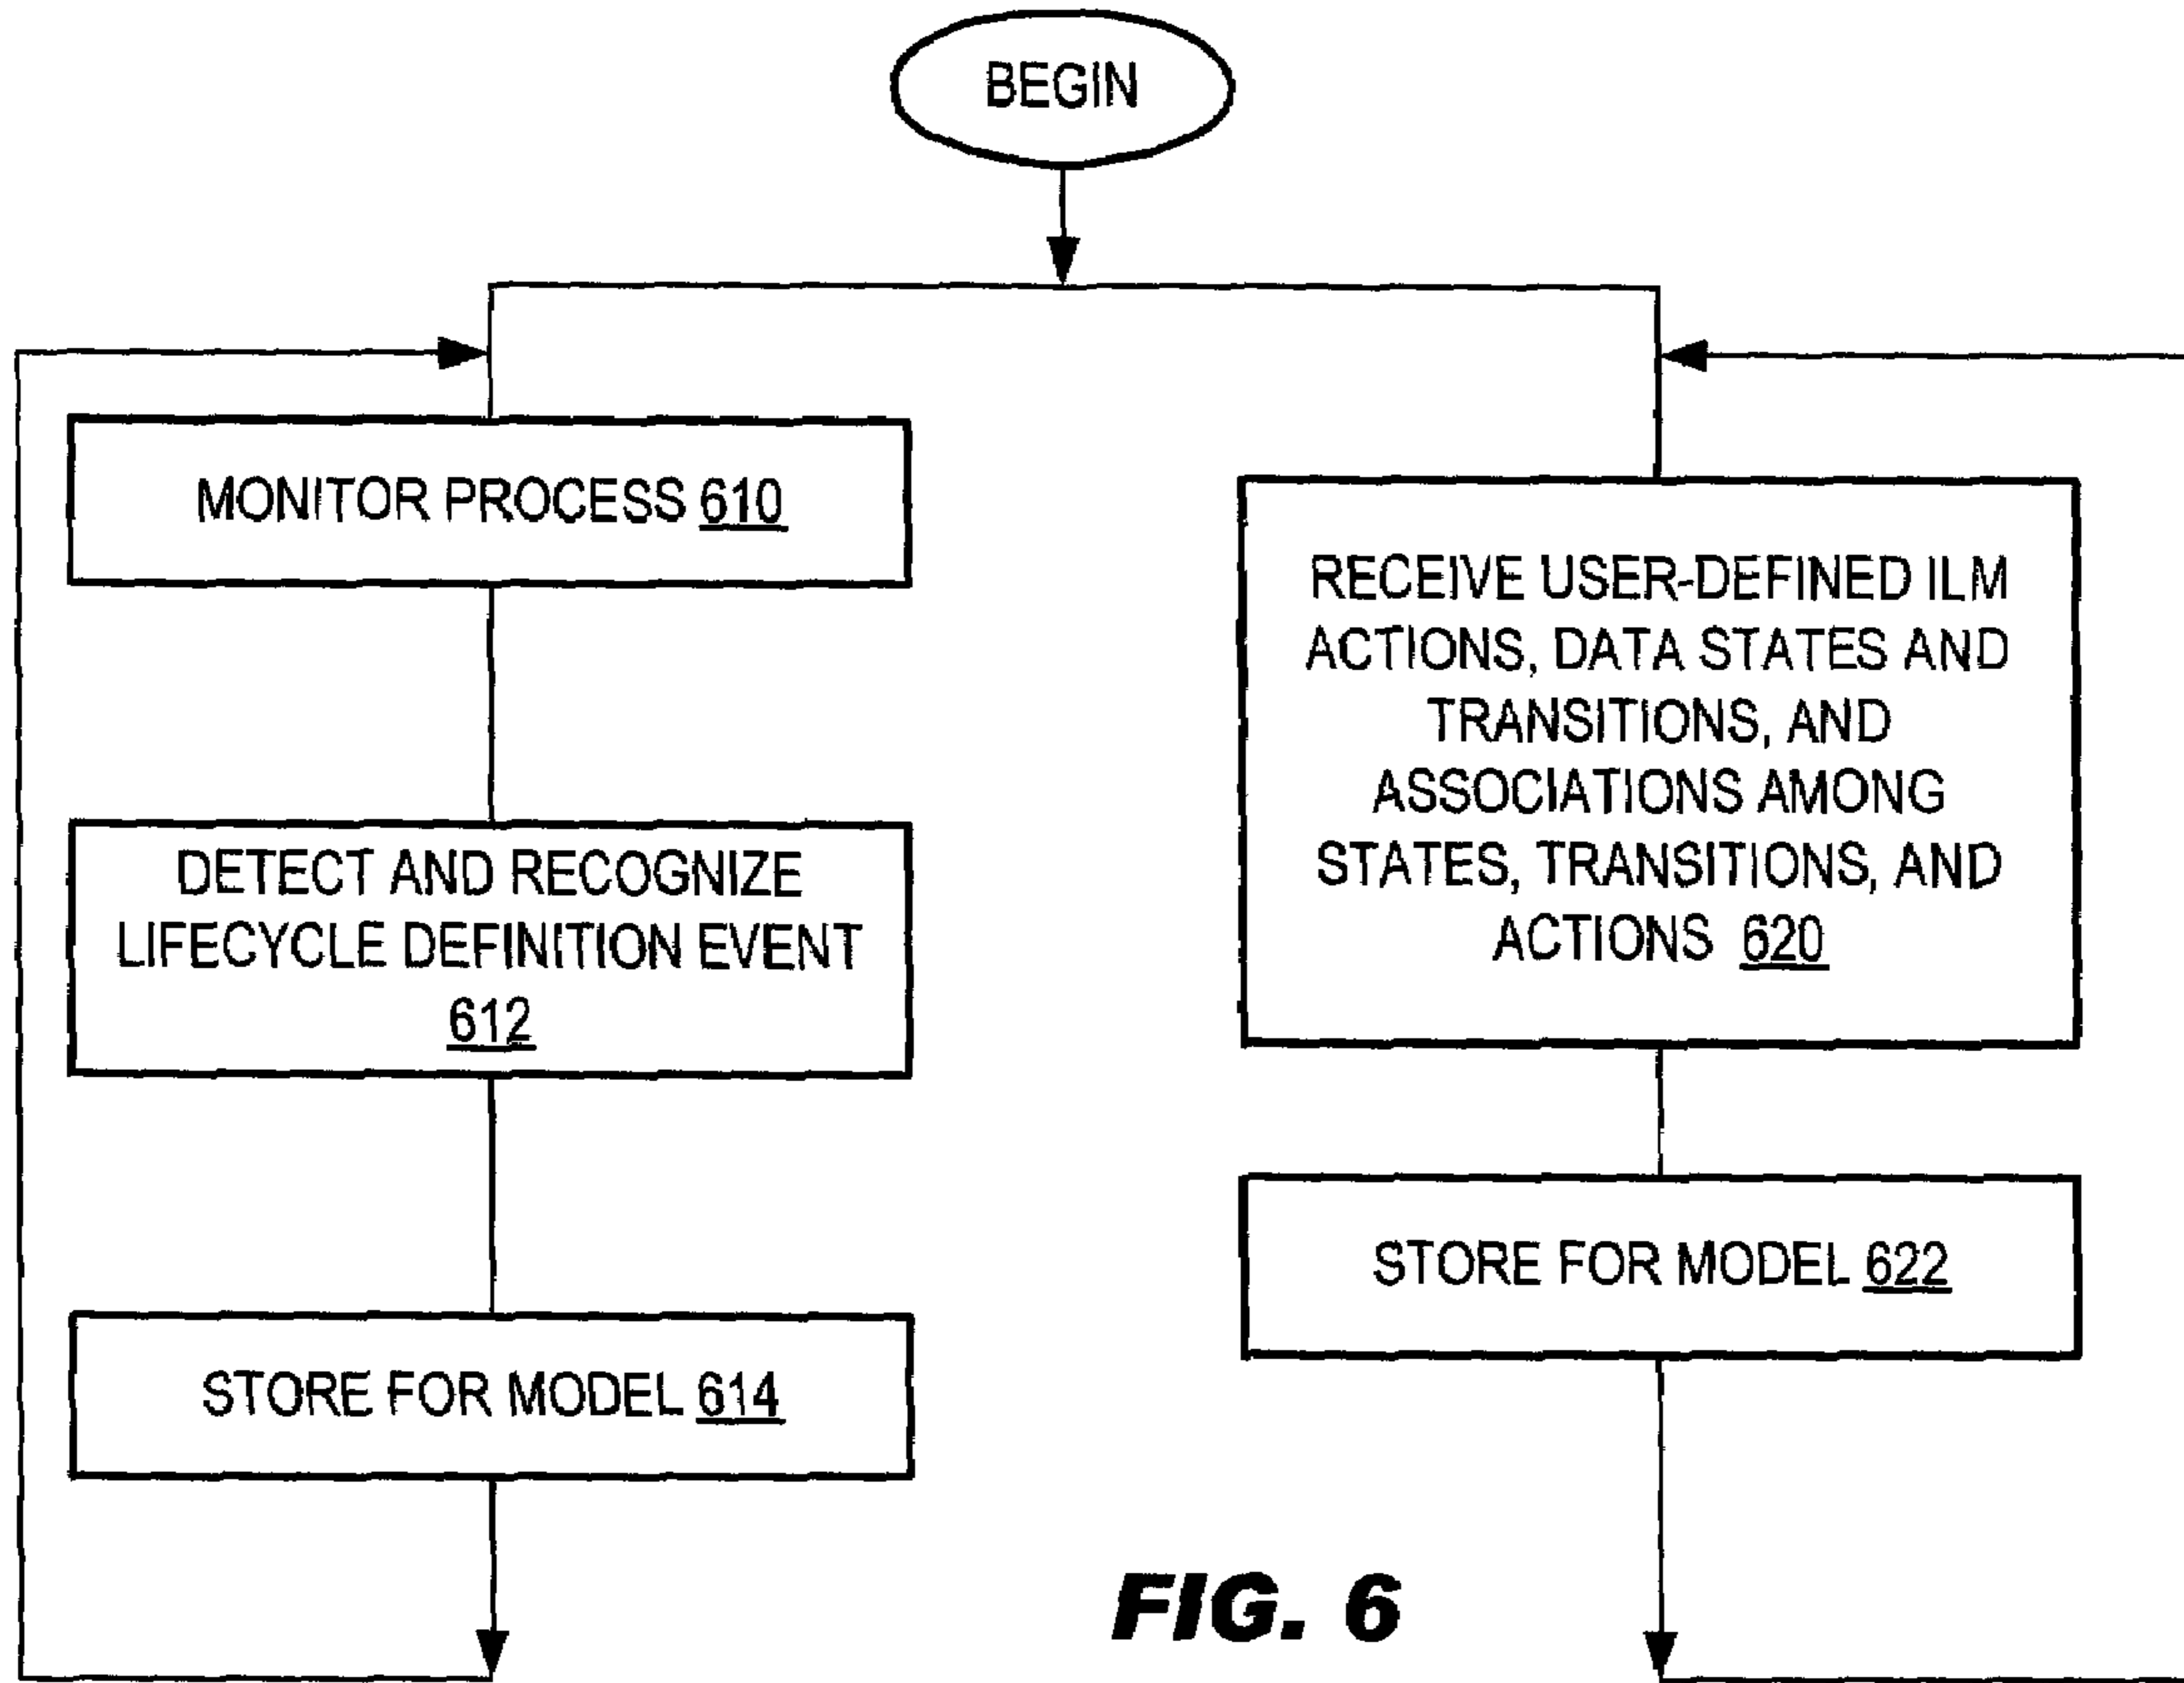 BEGIN
MONITOR PROCESS 610
DETECT AND RECOGNIZE
LIFECYCLE DEFINITION EVENT
612
STORE FOR MODEL 614
RECEIVE USER-DEFINED ILM
ACTIONS, DATA STATES AND
TRANSITIONS, AND
ASSOCIATIONS AMONG
STATES, TRANSITIONS, AND
ACTIONS 620
STORE FOR MODEL 622
FIG. 6